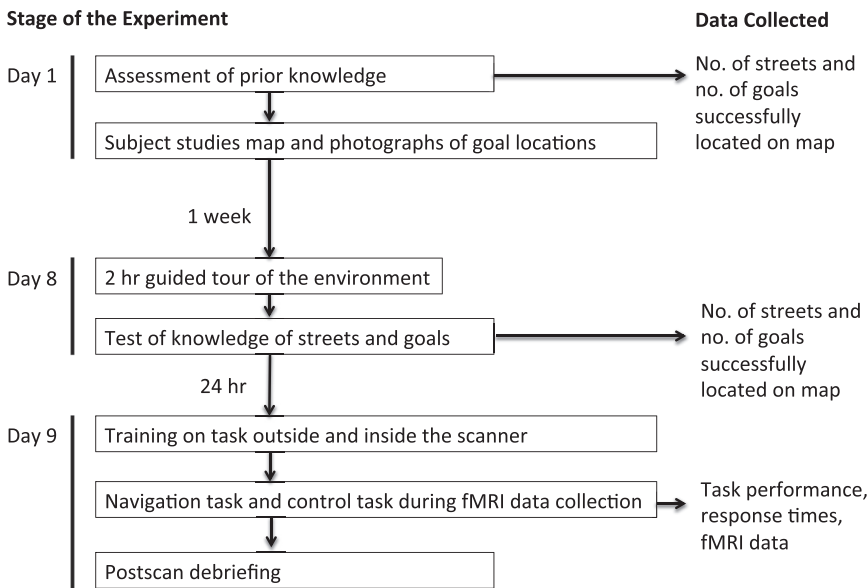 Stage of the Experiment
Data Collected
Day 1
Assessment of prior knowledge
No. of streets and
no. of goals
successfully
located on map
Subject studies map and photographs of goal locations
1 week
Day 8
2 hr guided tour of the environment
Test of knowledge of streets and goals
No. of streets and
no. of goals
successfully
located on map
24 hr
Day 9
Training on task outside and inside the scanner
Navigation task and control task during fMRI data collection
Task performance,
response times,
fMRI data
Postscan debriefing